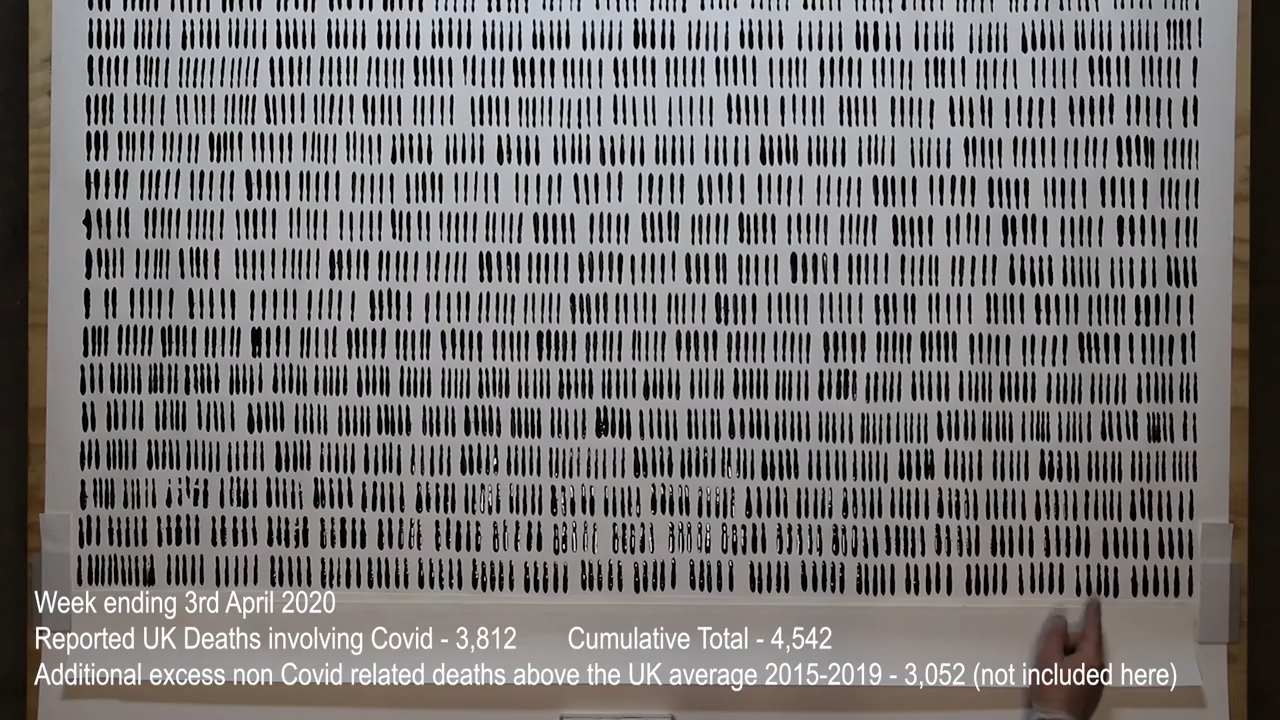 Week ending 3rd April 2020
Reported UK Deaths involving Covid - 3,812 Cumulative Total - 4,542
Additional excess non Covid related deaths above the UK average 2015-2019 - 3,052 (not included here)